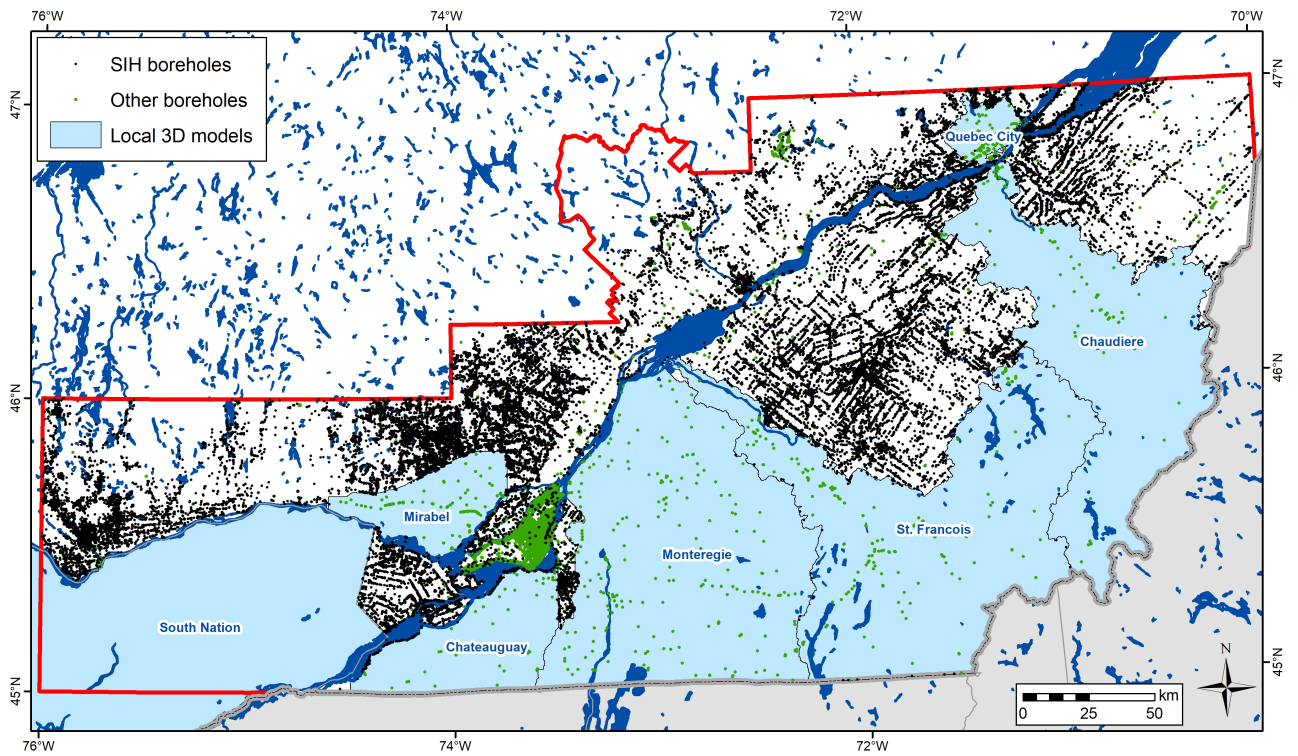 76°W
74°W
72°W
70°W
SIH boreholes
Other boreholes
Local 3D models
47°N
47°N
Quebec City
Chaudiere
46°N
46°N
Mirabel
St. Francois
Monteregie
South Nation
Chateauguay
N
45°N
45°N
km
0 25 50
76°W
74°W
72°W